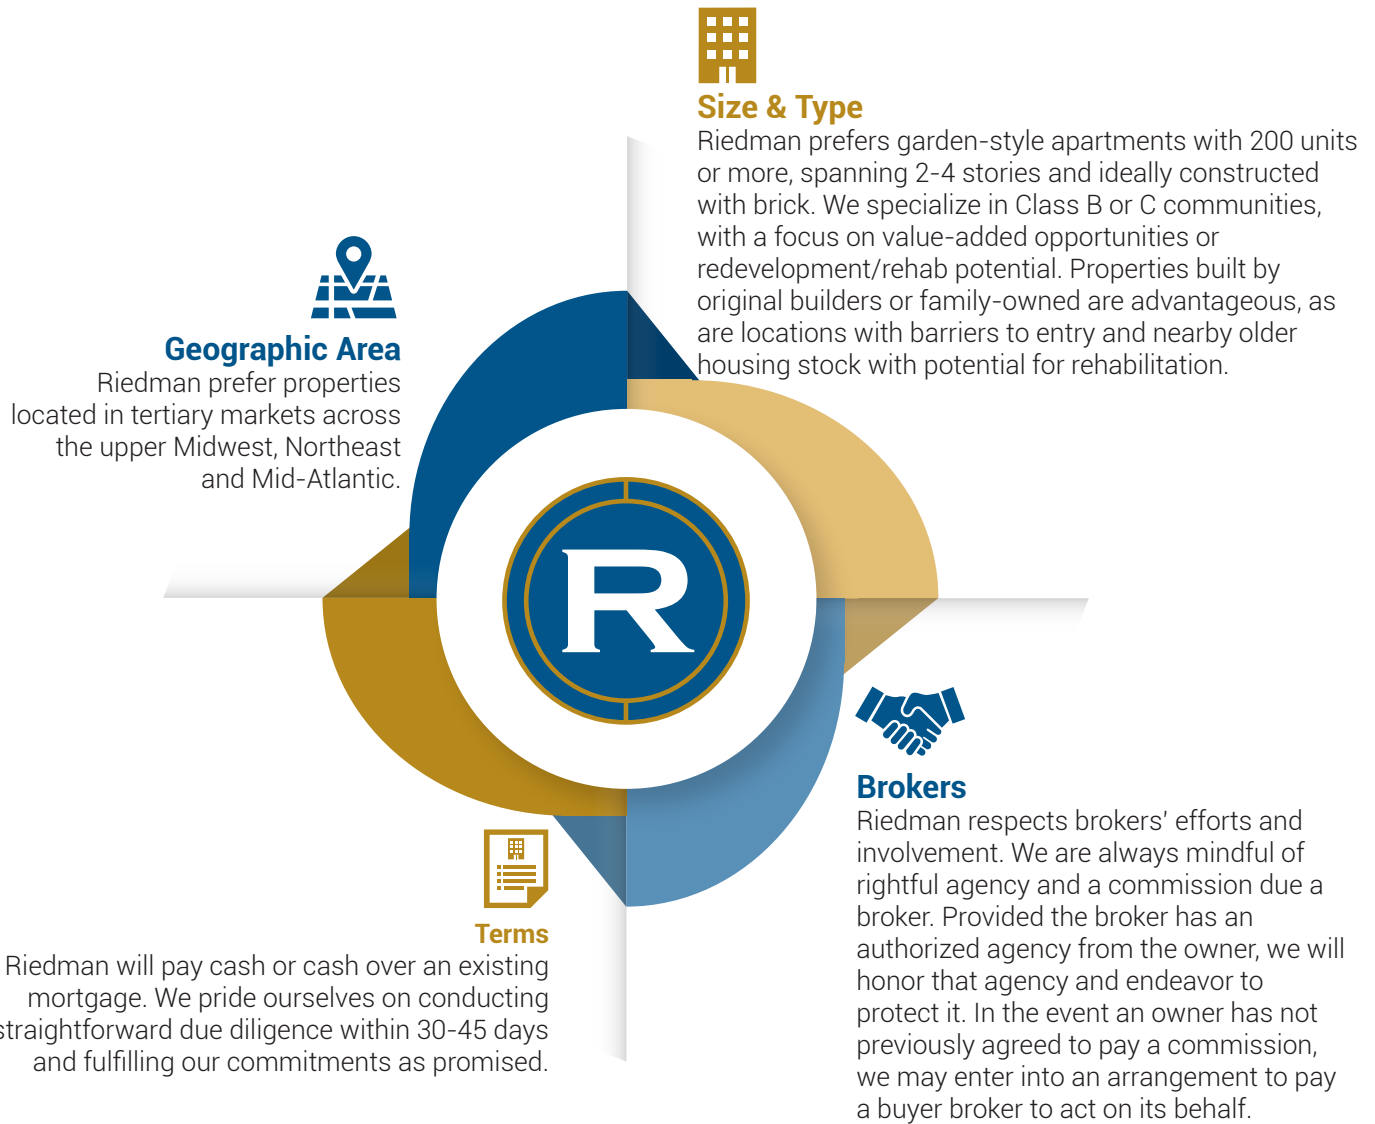 Size & Type
Riedman prefers garden-style apartments with 200 units
or more, spanning 2-4 stories and ideally constructed
with brick. We specialize in Class B or C communities,
with a focus on value-added opportunities or
redevelopment/rehab potential. Properties built by
original builders or family-owned are advantageous, as
are locations with barriers to entry and nearby older
housing stock with potential for rehabilitation.
Geographic Area
Riedman prefer properties
located in tertiary markets across
the upper Midwest, Northeast
and Mid-Atlantic.
R
Brokers
Riedman respects brokers' efforts and
involvement. We are always mindful of
rightful agency and a commission due a
broker. Provided the broker has an
authorized agency from the owner, we will
honor that agency and endeavor to
protect it. In the event an owner has not
previously agreed to pay a commission,
we may enter into an arrangement to pay
a buyer broker to act on its behalf.
Terms
Riedman will pay cash or cash over an existing
mortgage. We pride ourselves on conducting
straightforward due diligence within 30-45 days
and fulfilling our commitments as promised.